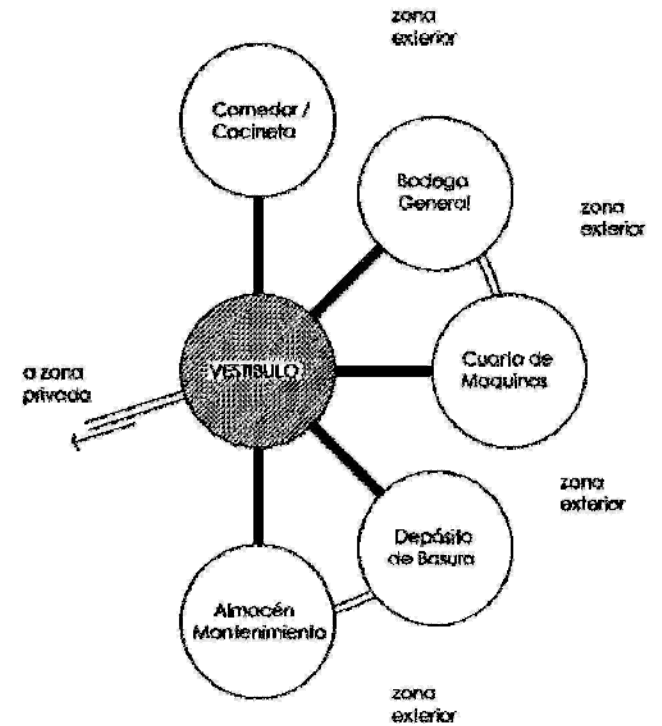 zona
exterior
Comedor /
Cocineta
Bodega
General
zona
exterior
VESTIBULO
Cuarto de
Maquinas
a zona
privada
zona
exterior
Depósito
de Basura
Almacén
Mantenimiento
zona
exterior